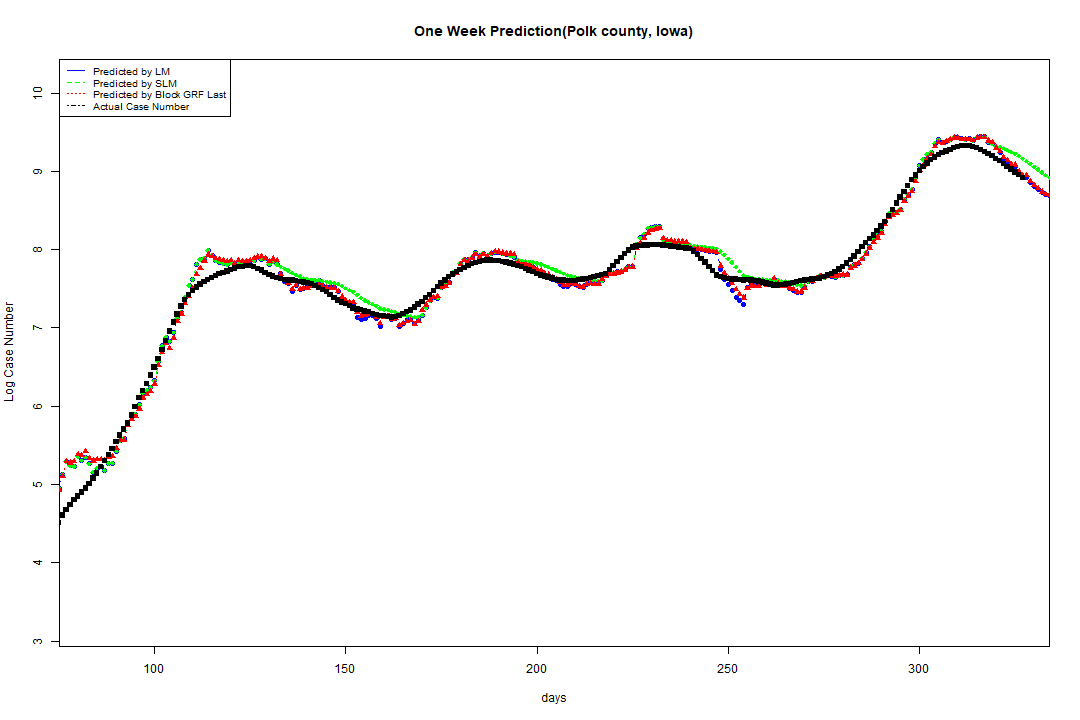 One Week Prediction(Polk county, Iowa)
Predicted by LM
Predicted by SLM
Predicted by Block GRF Last
Actual Case Number
10
9
8
7
6
5
4
3
Log Case Number
100 150 200 250 300
days